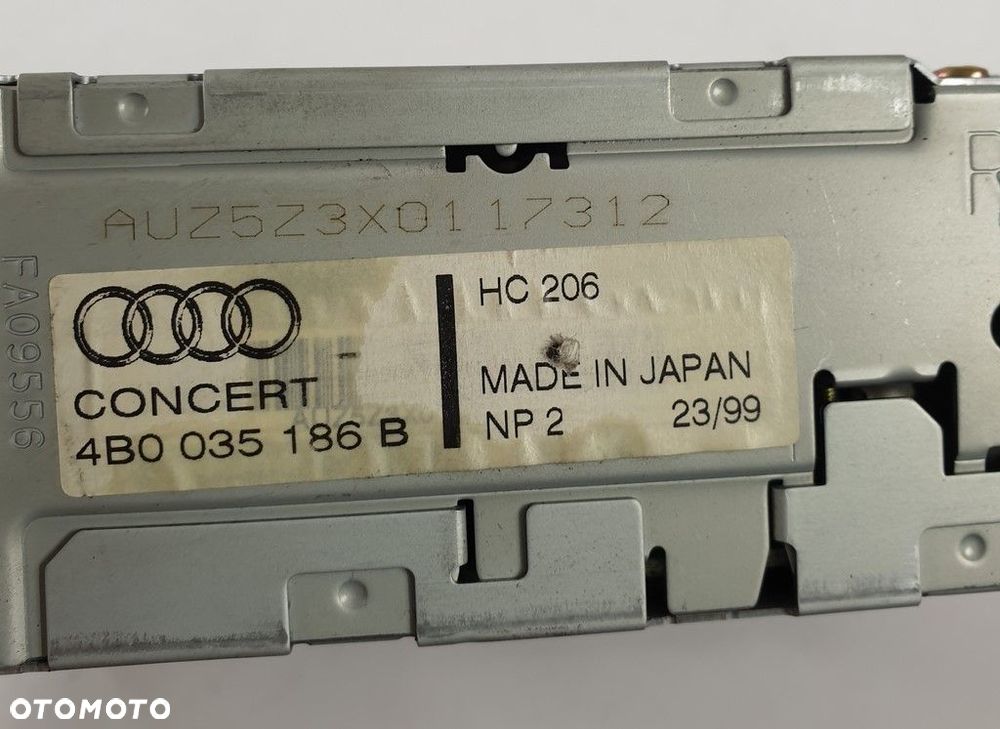 AUZ5Z3X0117312
FA09556
HC 206
CONCERT
4B0 035 186 B
MADE IN JAPAN
NP 2 23/99
OTOMOTO